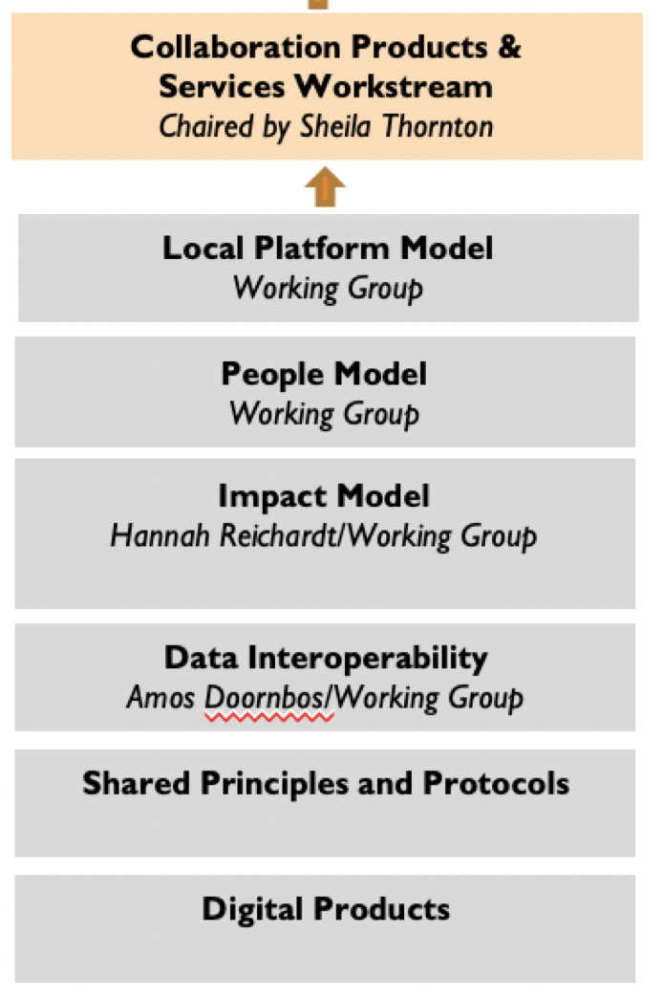 Collaboration Products &
Services Workstream
Chaired by Sheila Thornton
Local Platform Model
Working Group
People Model
Working Group
Impact Model
Hannah Reichardt/Working Group
Data Interoperability
Amos Doornbos/Working Group
Shared Principles and Protocols
Digital Products